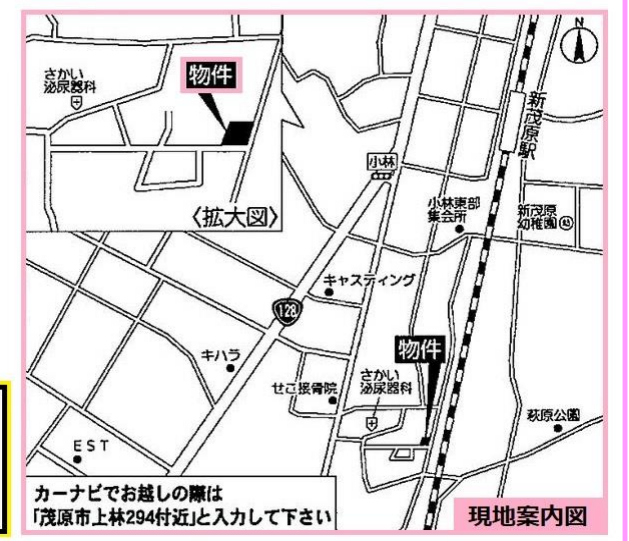 さかい
泌尿器科
物件
〈拡大図〉
N
新茂原駅
小林
小林東部
集会所
新茂原
幼稚園
幼
キャスティング
128
物件
キハラ
せこ接骨院
さかい
泌尿器科
萩原公園
EST
カーナビでお越しの際は
「茂原市上林294付近」と入力して下さい
現地案内図